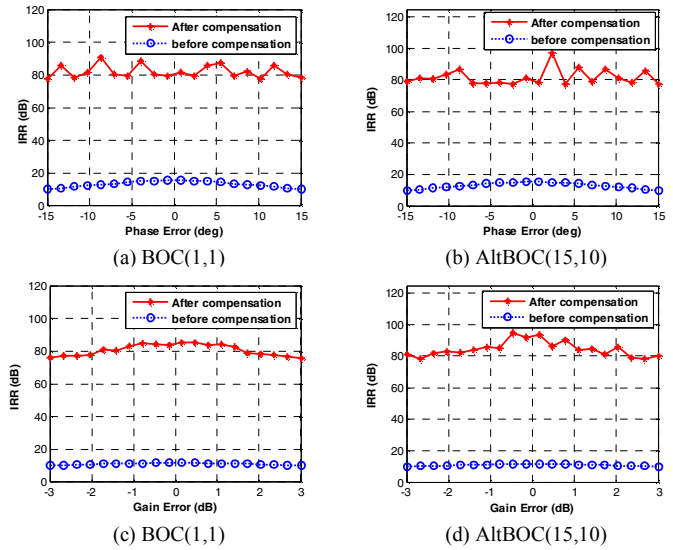 120
100
80
60
40
20
0
IRR (dB)
After compensation
before compensation
-15 -10 -5 0 5 10 15
Phase Error (deg)
(a) BOC(1,1)
120
100
80
60
40
20
0
IRR (dB)
After compensation
before compensation
-15 -10 -5 0 5 10 15
Phase Error (deg)
(b) AltBOC(15,10)
120
100
80
60
40
20
0
IRR (dB)
After compensation
before compensation
-3 -2 -1 0 1 2 3
Gain Error (dB)
(c) BOC(1,1)
120
100
80
60
40
20
0
IRR (dB)
After compensation
before compensation
-3 -2 -1 0 1 2 3
Gain Error (dB)
(d) AltBOC(15,10)